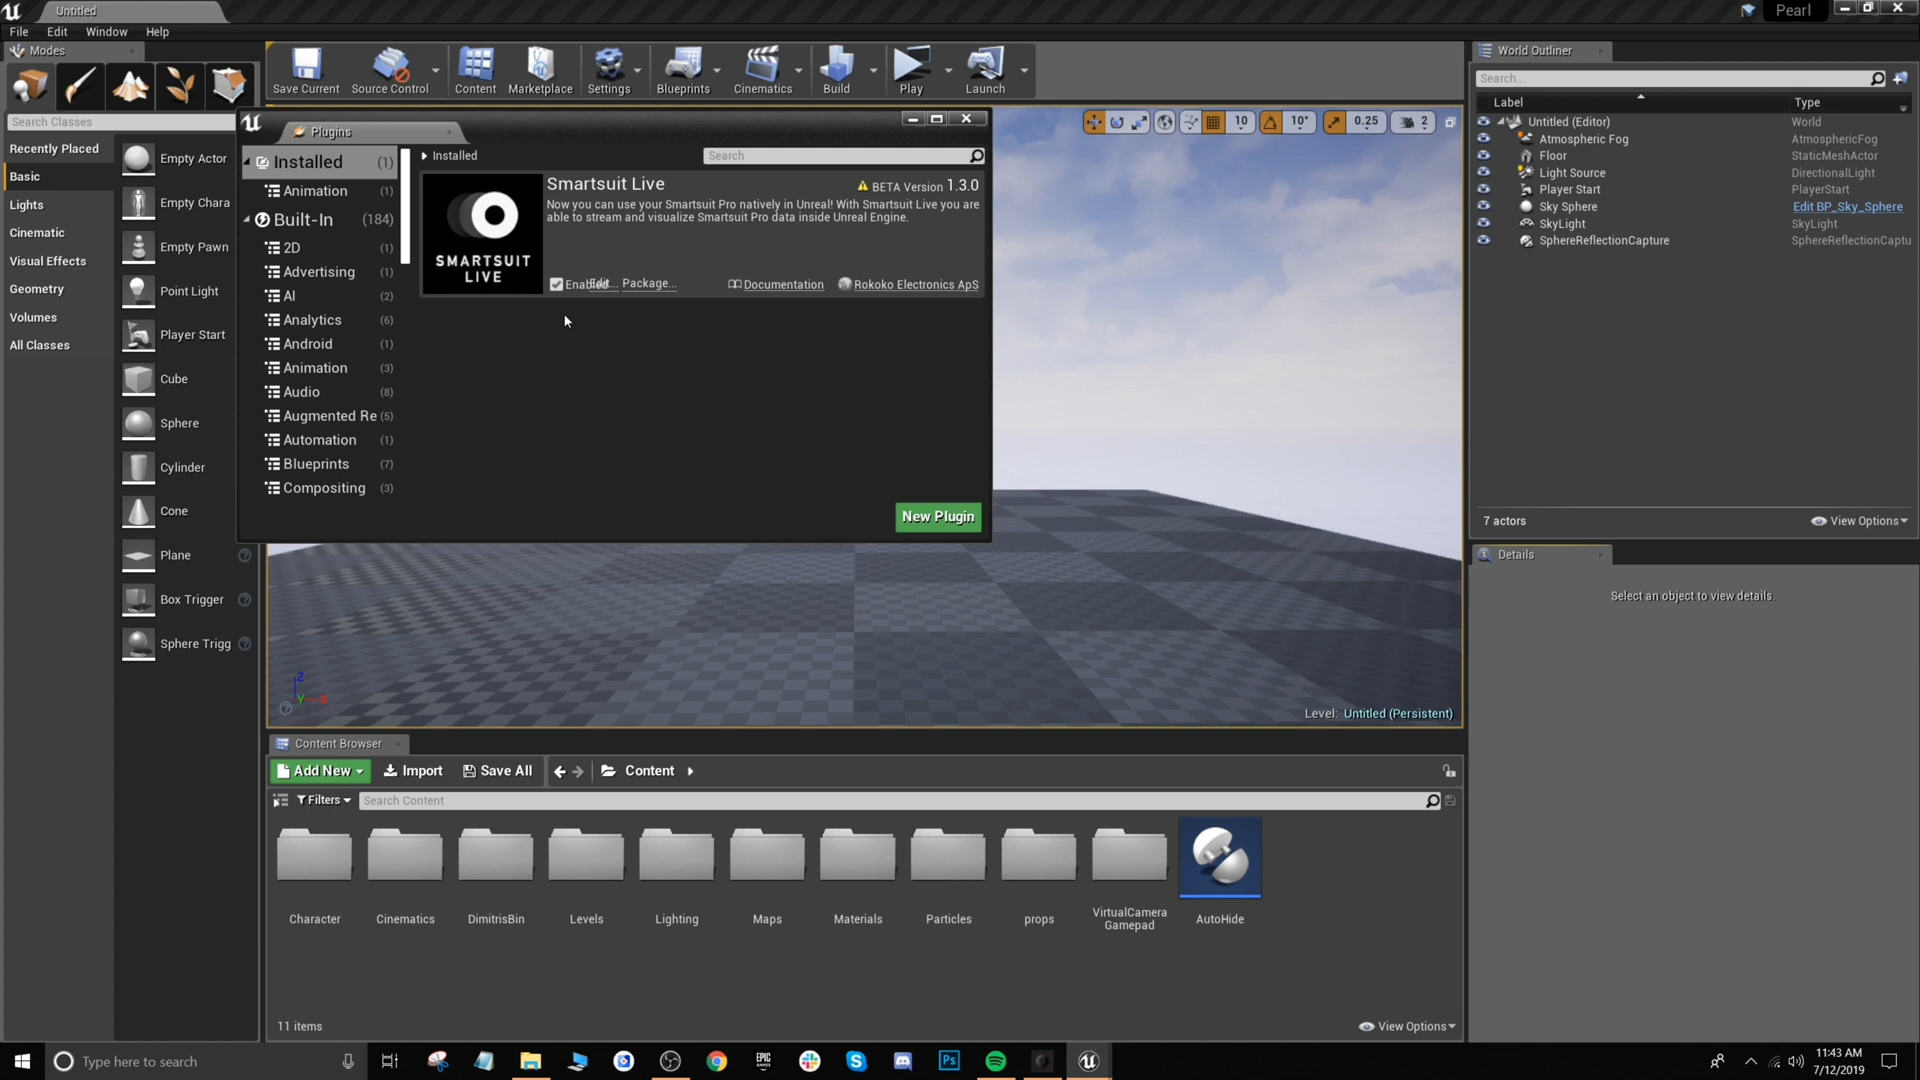 Untitled
Pearl
File Edit Window Help
Modes
Save Current
Source Control
Content
Marketplace
Settings
Blueprints
Cinematics
Build
Play
Launch
Search Classes
Recently Placed
Basic
Lights
Cinematic
Visual Effects
Geometry
Volumes
All Classes
Empty Actor
Empty Chara
Empty Pawn
Point Light
Player Start
Cube
Sphere
Cylinder
Cone
Plane
Box Trigger
Sphere Trigg
Plugins
Installed (1)
Animation (1)
Built-In (184)
2D (1)
Advertising (1)
AI (2)
Analytics (6)
Android (1)
Animation (3)
Audio (8)
Augmented Re (5)
Automation (1)
Blueprints (7)
Compositing (3)
Installed
Search
SMARTSUIT
LIVE
Smartsuit Live
BETA Version 1.3.0
Now you can use your Smartsuit Pro natively in Unreal! With Smartsuit Live you are
able to stream and visualize Smartsuit Pro data inside Unreal Engine.
Enabled
Edit...
Package...
Documentation
Rokoko Electronics ApS
New Plugin
10
10°
0.25
2
Z
Y
X
Level: Untitled (Persistent)
World Outliner
Search...
Label Type
Untitled (Editor) World
Atmospheric Fog AtmosphericFog
Floor StaticMeshActor
Light Source DirectionalLight
Player Start PlayerStart
Sky Sphere Edit BP_Sky_Sphere
SkyLight SkyLight
SphereReflectionCapture SphereReflectionCaptu
7 actors
View Options
Details
Select an object to view details.
Content Browser
Add New
Import
Save All
Content
Filters
Search Content
Character
Cinematics
DimitrisBin
Levels
Lighting
Maps
Materials
Particles
props
VirtualCamera
Gamepad
AutoHide
11 items
View Options
Type here to search
EPIC
GAMES
Ps
11:43 AM
7/12/2019